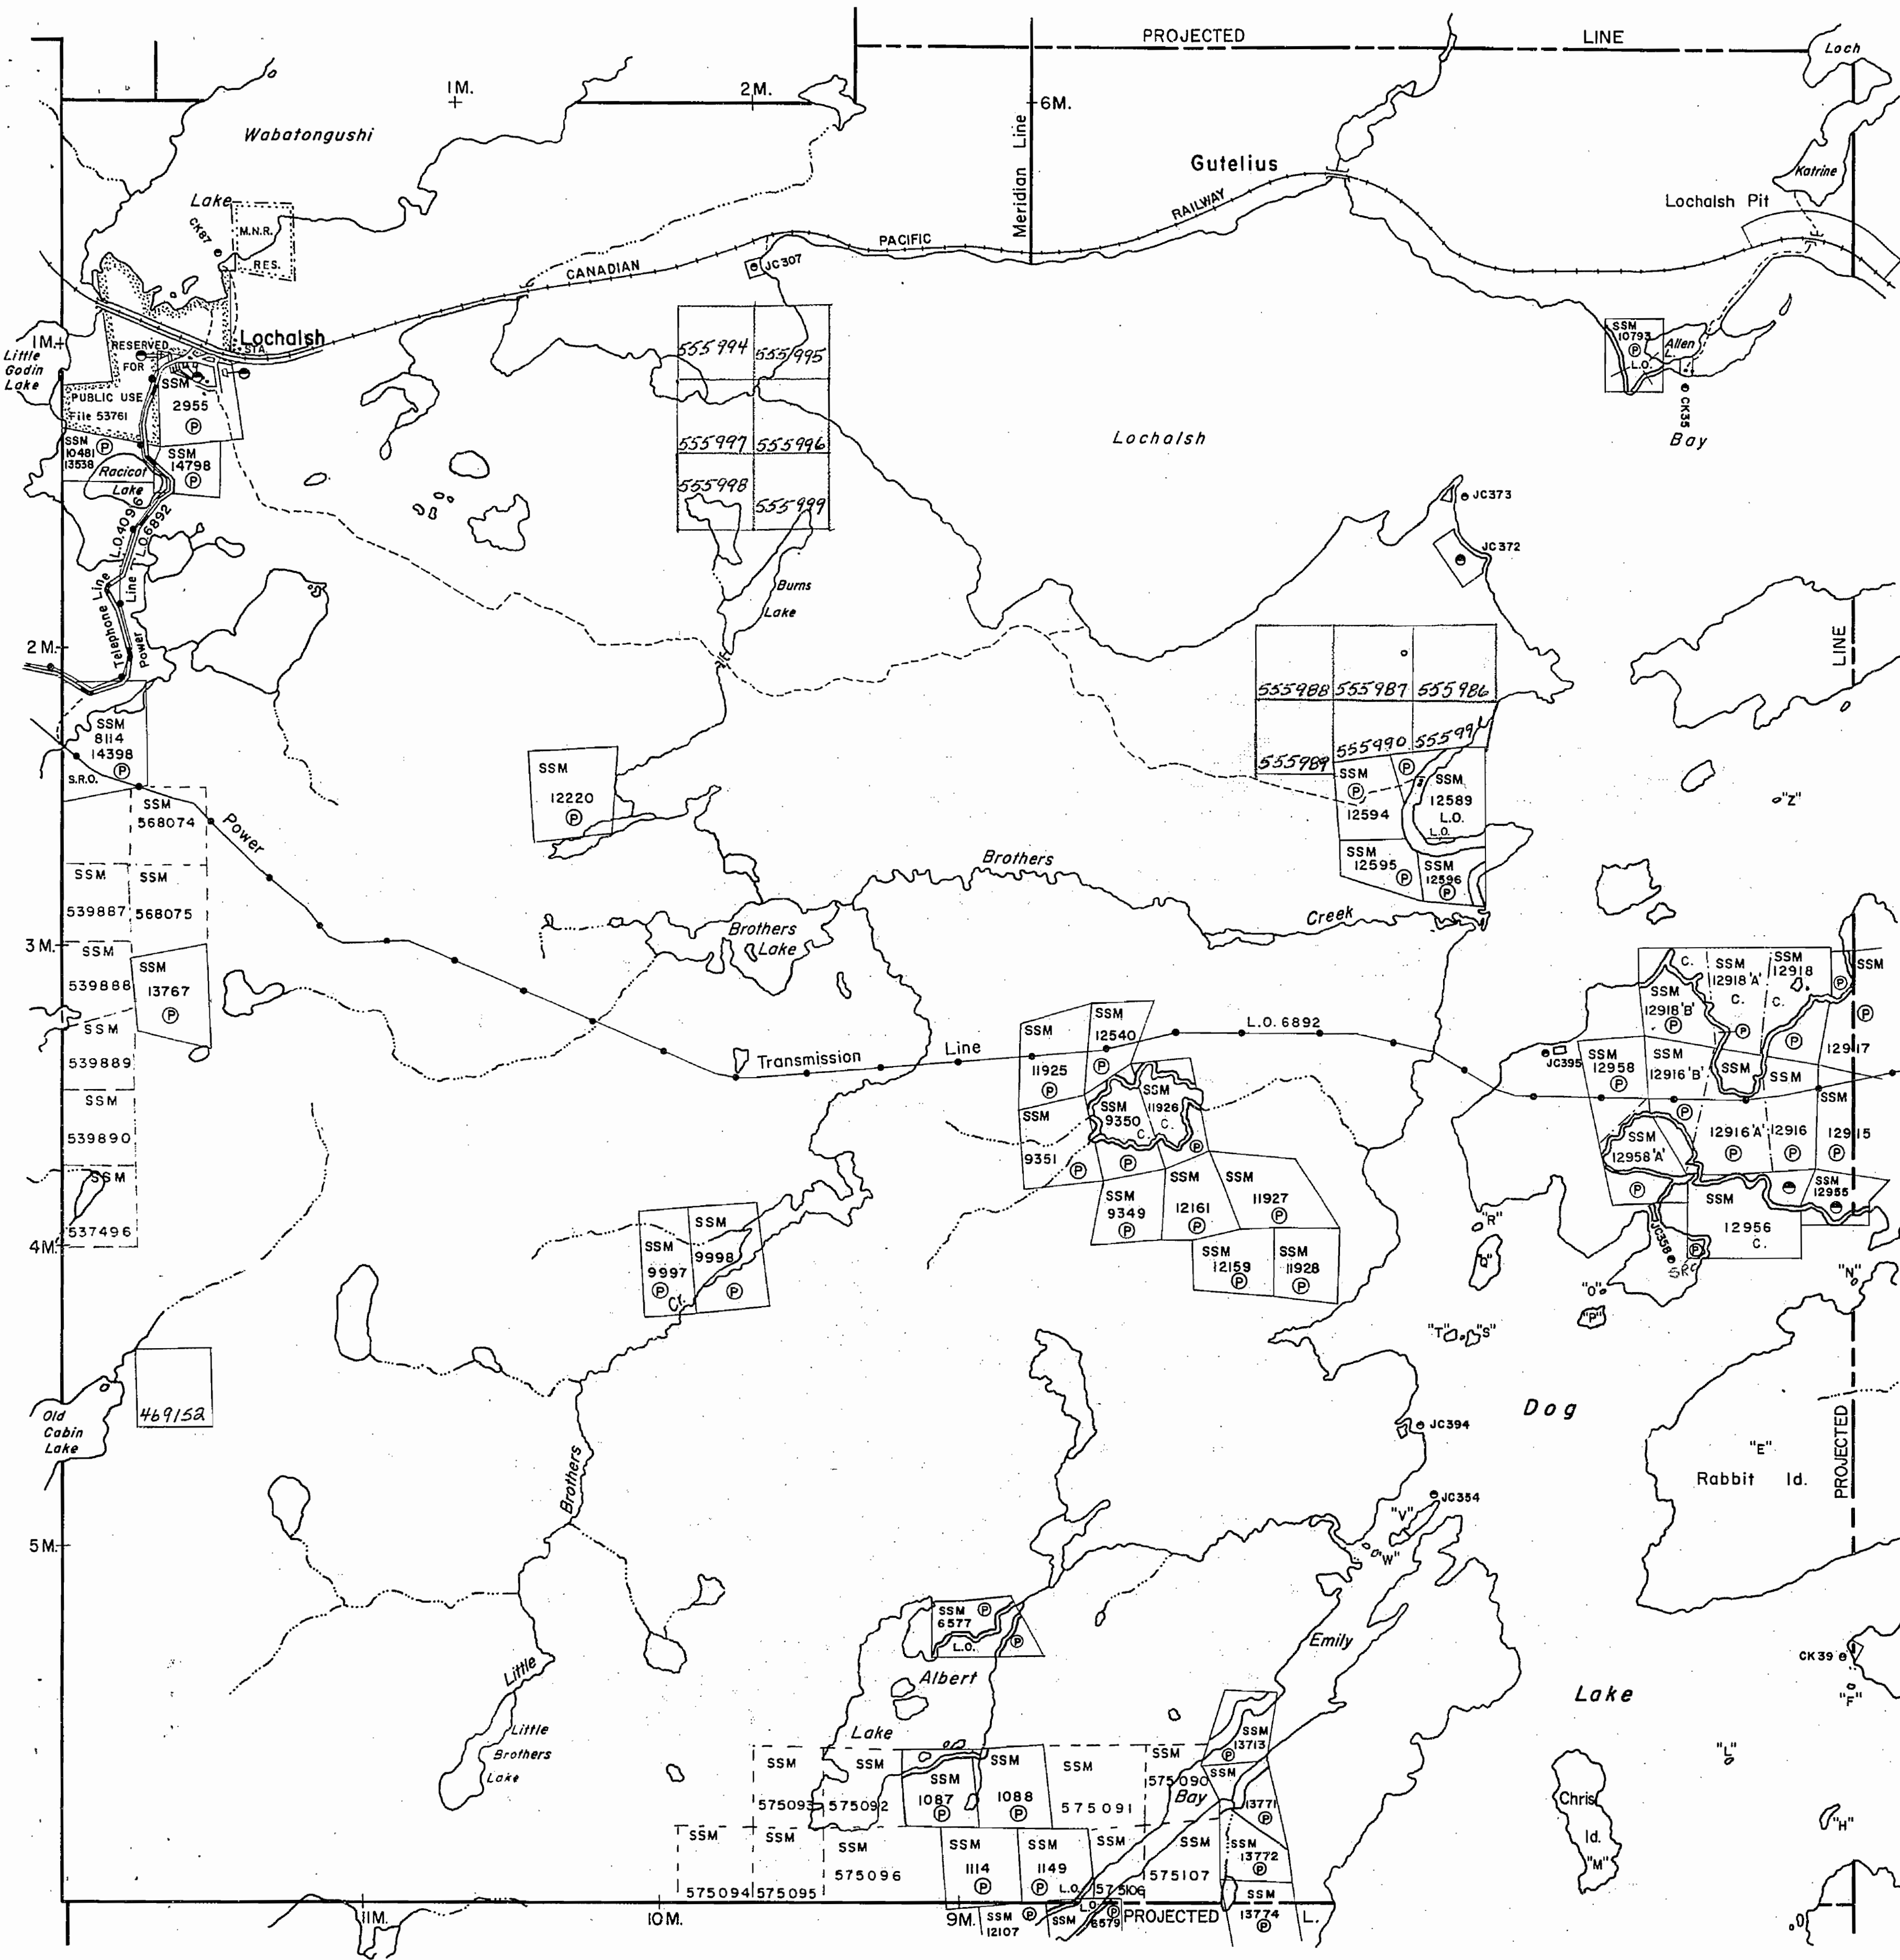 PROJECTED LINE
Loch
1M.
2M.
6M.
Wabatongushi
Lake
Meridian Line
Gutelius
Katrine
Lochalsh Pit
CK87
M.N.R.
RES.
CANADIAN PACIFIC RAILWAY
JC307
Lochalsh
STA.
1M.
Little
Godin
Lake
RESERVED
FOR
PUBLIC USE
File 53761
SSM
2955
P
SSM
10481
13538
P
SSM
14798
P
Racicot
Lake
L.O. 4096
L.O. 6892
Telephone Line
Power Line
555994 555995
555997 555996
555998 555999
SSM
10793
P
L.O.
Allen
L.
CK35
Lochalsh
Bay
JC373
JC372
Burns
Lake
2M.
LINE
555988 555987 555986
555989 555990 555991
SSM
8114
14398
P
S.R.O.
SSM
568074
Power
SSM
12220
P
SSM
P
12594
P
SSM
12589
L.O.
L.O.
SSM
12595 P
SSM
12596
P
"Z"
SSM
539887
SSM
568075
Brothers
Creek
Brothers
Lake
3M.
SSM
539888
SSM
13767
P
SSM
539889
SSM
539890
SSM
537496
Transmission Line
L.O. 6892
SSM
11925
P
SSM
12540
P
SSM
9351
P
SSM
9350
C.
P
SSM
11926
C.
P
SSM
9349
P
SSM
12161
P
SSM
11927
P
SSM
12159
P
SSM
11928
P
JC395
SSM
12958
P
SSM
12918 'B'
P
C.
SSM
12918 'A'
C.
P
SSM
12918
C.
P
SSM
P
P
12917
SSM
12916 'B'
P
SSM
12916 'A'
P
SSM
12916
P
12915
P
SSM
12958 'A'
P
SSM
12955
SSM
12956
C.
JC358
P
SRO
SSM
9997
P
SSM
9998
P
Cr.
4M.
"R"
"Q"
"O"
"P"
"T" "S"
"N"
469152
Old
Cabin
Lake
Dog
JC394
"E"
Rabbit Id.
PROJECTED
JC354
"V"
"W"
5M.
Brothers
Little
Little
Brothers
Lake
SSM
6577
P
L.O.
P
Albert
Lake
Emily
Bay
CK39
"F"
Lake
"L"
Chris
Id.
"M"
"H"
SSM
575093
SSM
575092
SSM
1087
P
SSM
1088
P
SSM
575091
SSM
575090
SSM
13713
P
SSM
13771
P
SSM
575094
SSM
575095
SSM
575096
SSM
1114
P
SSM
1149
P
L.O.
SSM
575106
SSM
575107
SSM
13772
P
SSM
13774
P
11M.
10M.
9M.
SSM
12107
P
SSM
L.O.
6579
P
PROJECTED L.